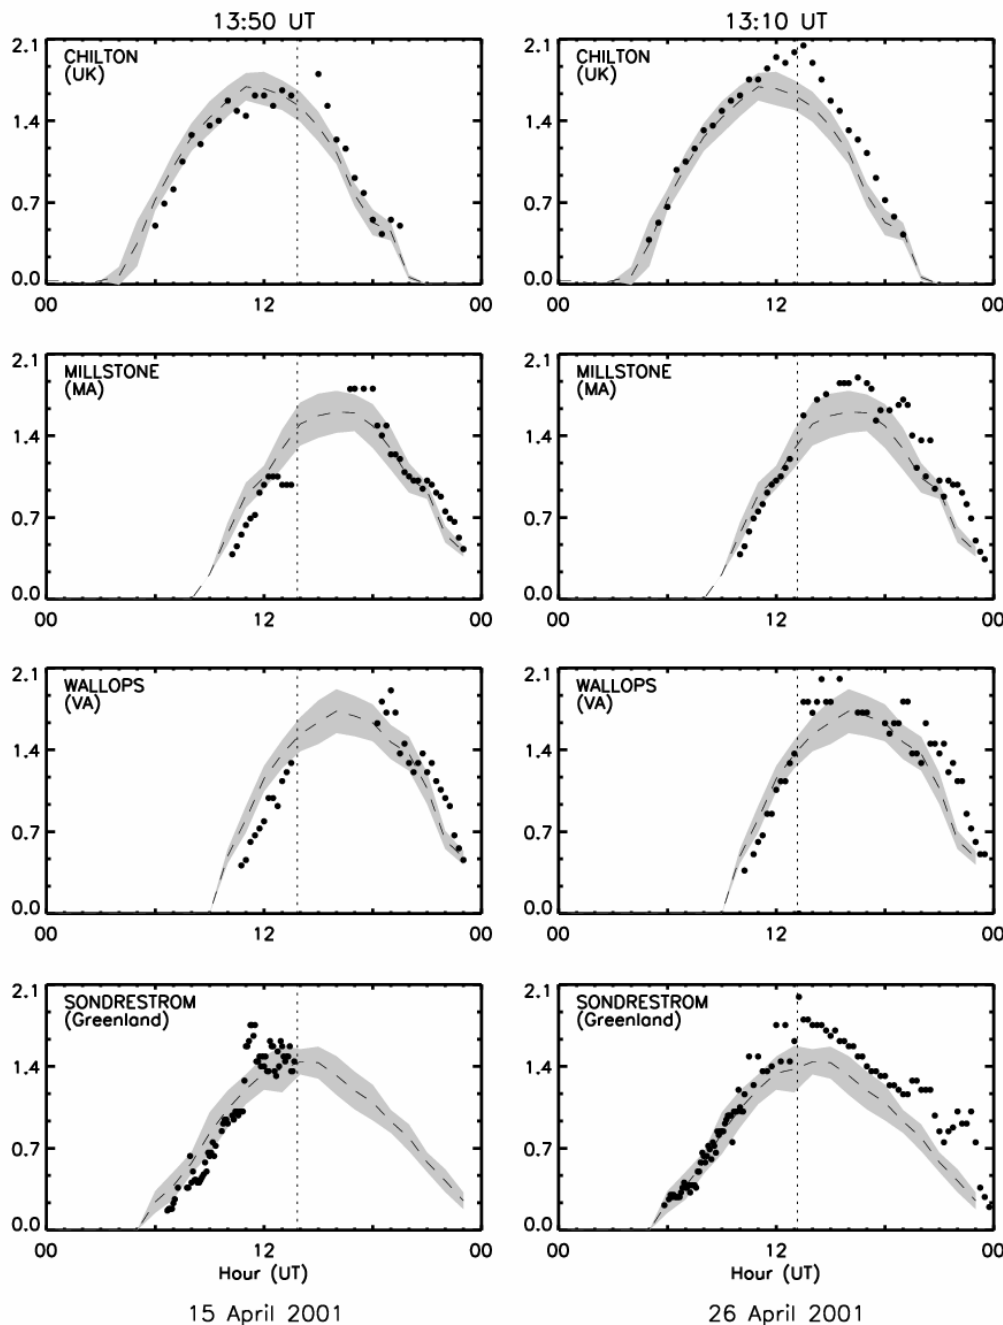 13:50 UT
13:10 UT
2.1
CHILTON
(UK)
1.4
0.7
0.0
00
12
00
2.1
CHILTON
(UK)
1.4
0.7
0.0
00
12
00
2.1
MILLSTONE
(MA)
1.4
0.7
0.0
00
12
00
2.1
MILLSTONE
(MA)
1.4
0.7
0.0
00
12
00
2.1
WALLOPS
(VA)
1.4
0.7
0.0
00
12
00
2.1
WALLOPS
(VA)
1.4
0.7
0.0
00
12
00
2.1
SONDRESTROM
(Greenland)
1.4
0.7
0.0
00
12
00
Hour (UT)
15 April 2001
2.1
SONDRESTROM
(Greenland)
1.4
0.7
0.0
00
12
00
Hour (UT)
26 April 2001